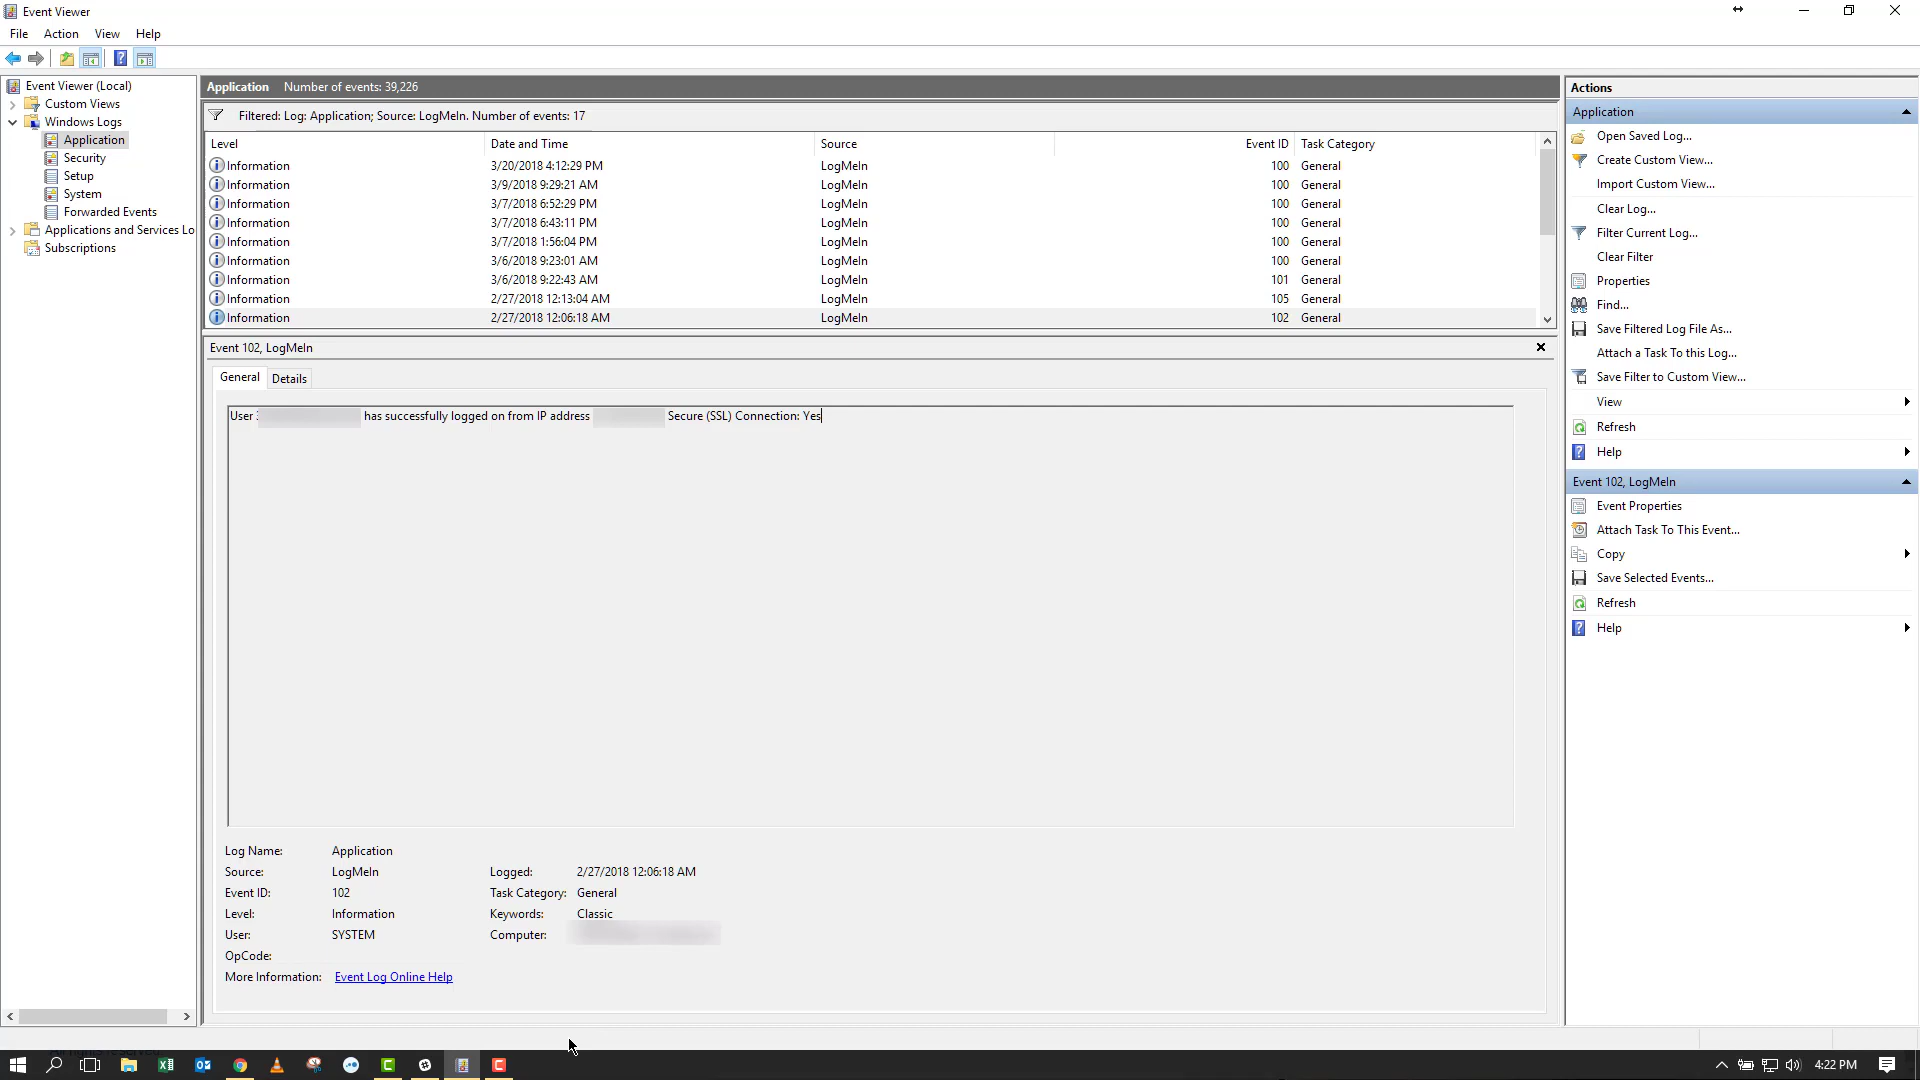 Event Viewer
File Action View Help
Event Viewer (Local)
Custom Views
Windows Logs
Application
Security
Setup
System
Forwarded Events
Applications and Services Lo
Subscriptions
Application Number of events: 39,226
Filtered: Log: Application; Source: LogMeIn. Number of events: 17
Level Date and Time Source Event ID Task Category
Information 3/20/2018 4:12:29 PM LogMeIn 100 General
Information 3/9/2018 9:29:21 AM LogMeIn 100 General
Information 3/7/2018 6:52:29 PM LogMeIn 100 General
Information 3/7/2018 6:43:11 PM LogMeIn 100 General
Information 3/7/2018 1:56:04 PM LogMeIn 100 General
Information 3/6/2018 9:23:01 AM LogMeIn 100 General
Information 3/6/2018 9:22:43 AM LogMeIn 101 General
Information 2/27/2018 12:13:04 AM LogMeIn 105 General
Information 2/27/2018 12:06:18 AM LogMeIn 102 General
Event 102, LogMeIn
General Details
User has successfully logged on from IP address Secure (SSL) Connection: Yes
Log Name: Application
Source: LogMeIn Logged: 2/27/2018 12:06:18 AM
Event ID: 102 Task Category: General
Level: Information Keywords: Classic
User: SYSTEM Computer:
OpCode:
More Information: Event Log Online Help
Actions
Application
Open Saved Log...
Create Custom View...
Import Custom View...
Clear Log...
Filter Current Log...
Clear Filter
Properties
Find...
Save Filtered Log File As...
Attach a Task To this Log...
Save Filter to Custom View...
View
Refresh
Help
Event 102, LogMeIn
Event Properties
Attach Task To This Event...
Copy
Save Selected Events...
Refresh
Help
4:22 PM